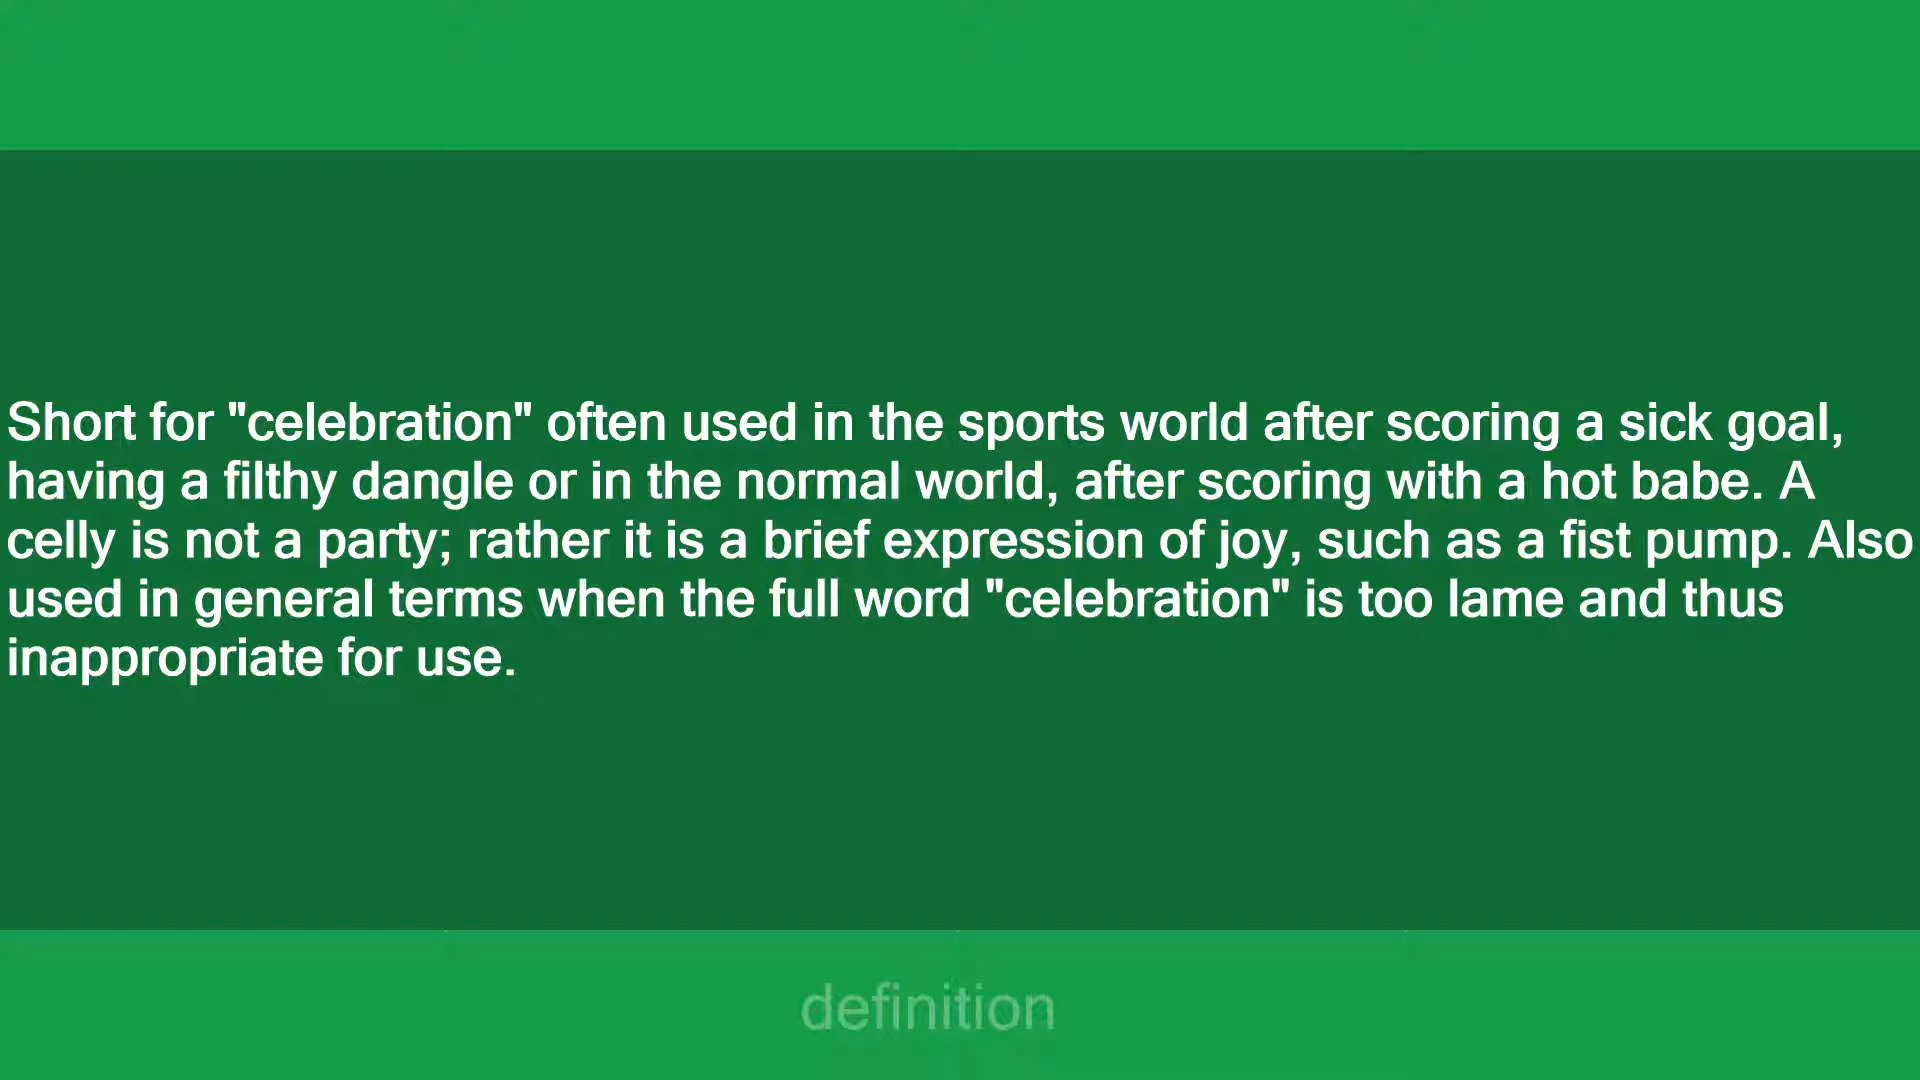 Short for "celebration" often used in the sports world after scoring a sick goal,
having a filthy dangle or in the normal world, after scoring with a hot babe. A
celly is not a party; rather it is a brief expression of joy, such as a fist pump. Also
used in general terms when the full word "celebration" is too lame and thus
inappropriate for use.
definition